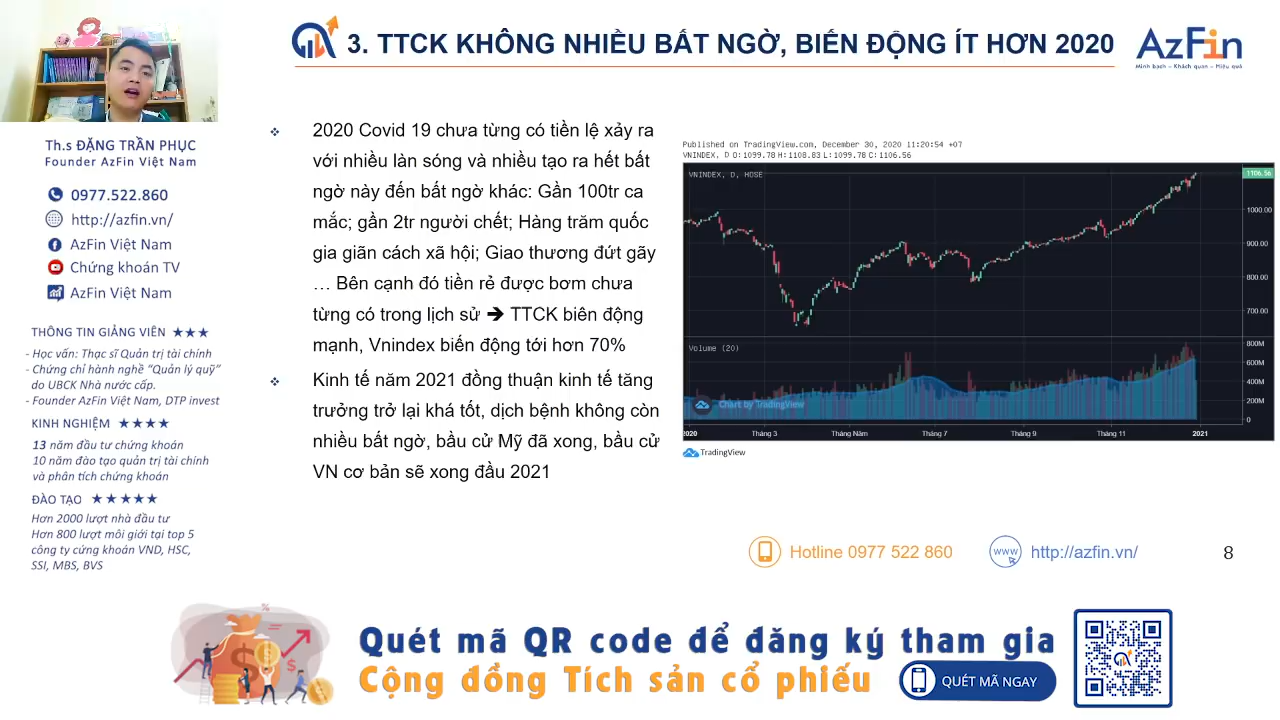 3. TTCK KHÔNG NHIỀU BẤT NGỜ, BIẾN ĐỘNG ÍT HƠN 2020
AzFin
Minh bạch – Khách quan – Hiệu quả
Th.s ĐẶNG TRẦN PHỤC
Founder AzFin Việt Nam
0977.522.860
http://azfin.vn/
AzFin Việt Nam
Chứng khoán TV
AzFin Việt Nam
THÔNG TIN GIẢNG VIÊN ★★★
- Học vấn: Thạc sĩ Quản trị tài chính
- Chứng chỉ hành nghề “Quản lý quỹ”
do UBCK Nhà nước cấp.
- Founder AzFin Việt Nam, DTP invest
KINH NGHIỆM ★★★★
13 năm đầu tư chứng khoán
10 năm đào tạo quản trị tài chính
và phân tích chứng khoán
ĐÀO TẠO ★★★★★
Hơn 2000 lượt nhà đầu tư
Hơn 800 lượt môi giới tại top 5
công ty cứng khoán VND, HSC,
SSI, MBS, BVS
❖ 2020 Covid 19 chưa từng có tiền lệ xảy ra
với nhiều làn sóng và nhiều tạo ra hết bất
ngờ này đến bất ngờ khác: Gần 100tr ca
mắc; gần 2tr người chết; Hàng trăm quốc
gia giãn cách xã hội; Giao thương đứt gãy
… Bên cạnh đó tiền rẻ được bơm chưa
từng có trong lịch sử ➔ TTCK biến động
mạnh, Vnindex biến động tới hơn 70%
❖ Kinh tế năm 2021 đồng thuận kinh tế tăng
trưởng trở lại khá tốt, dịch bệnh không còn
nhiều bất ngờ, bầu cử Mỹ đã xong, bầu cử
VN cơ bản sẽ xong đầu 2021
Published on TradingView.com, December 30, 2020 11:20:54 +07
VNINDEX, D O:1099.78 H:1108.83 L:1099.78 C:1106.56
VNINDEX, D, HOSE
1106.56
1000.00
900.00
800.00
700.00
Volume (20)
800M
600M
400M
200M
0
Chart by TradingView
2020 Tháng 3 Tháng Năm Tháng 7 Tháng 9 Tháng 11 2021
TradingView
Hotline 0977 522 860
www http://azfin.vn/
8
Quét mã QR code để đăng ký tham gia
Cộng đồng Tích sản cổ phiếu
QUÉT MÃ NGAY